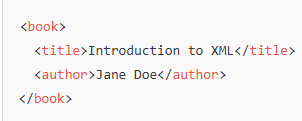 <book>
  <title>Introduction to XML</title>
  <author>Jane Doe</author>
</book>